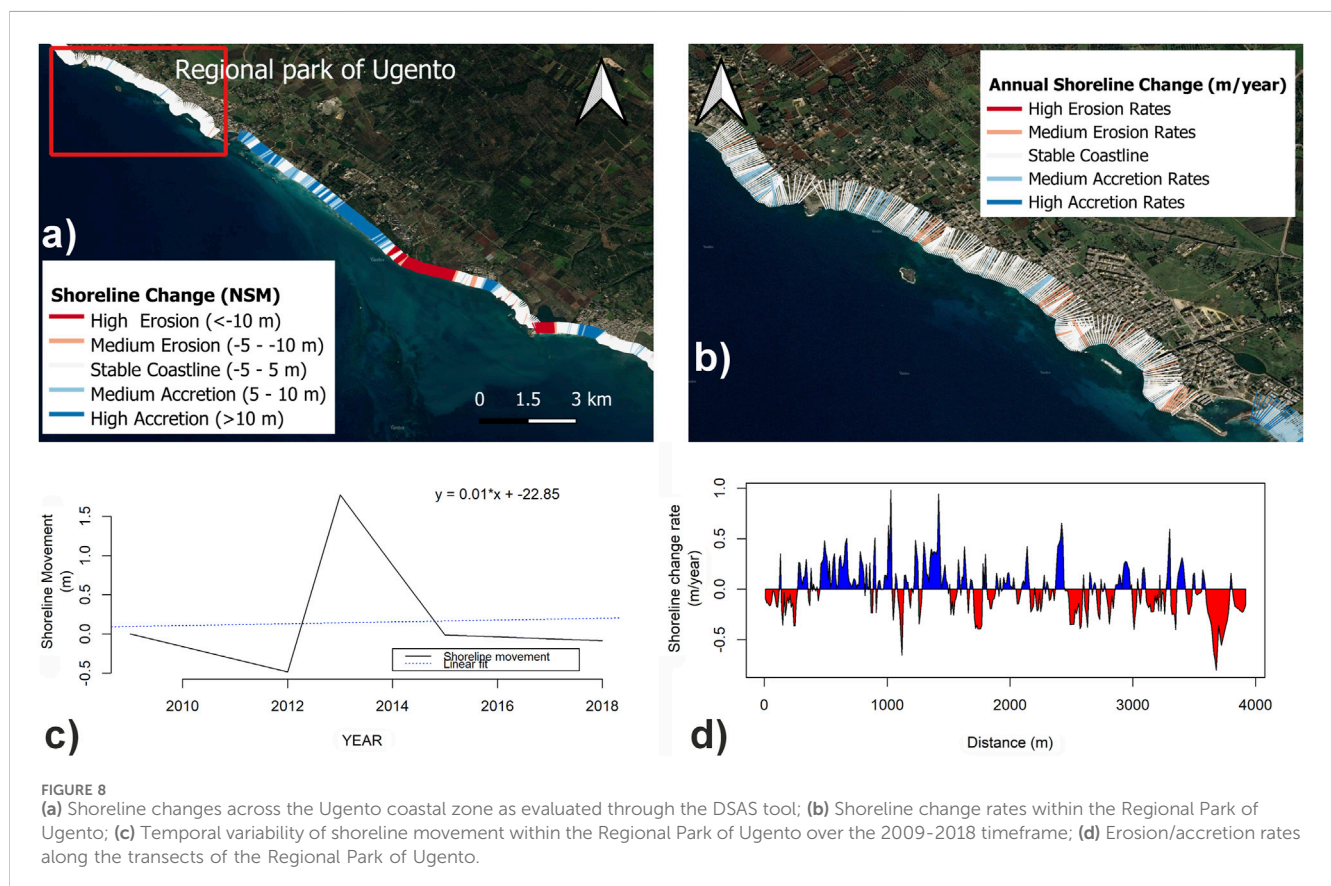 Regional park of Ugento
a)
Shoreline Change (NSM)
High Erosion (<-10 m)
Medium Erosion (-5 - -10 m)
Stable Coastline (-5 - 5 m)
Medium Accretion (5 - 10 m)
High Accretion (>10 m)
0 1.5 3 km
b)
Annual Shoreline Change (m/year)
High Erosion Rates
Medium Erosion Rates
Stable Coastline
Medium Accretion Rates
High Accretion Rates
y = 0.01*x + -22.85
Shoreline Movement
(m)
1.5
1.0
0.5
0.0
-0.5
Shoreline movement
Linear fit
2010 2012 2014 2016 2018
YEAR
c)
Shoreline change rate
(m/year)
1.0
0.5
0.0
-0.5
0 1000 2000 3000 4000
Distance (m)
d)
FIGURE 8
(a) Shoreline changes across the Ugento coastal zone as evaluated through the DSAS tool; (b) Shoreline change rates within the Regional Park of
Ugento; (c) Temporal variability of shoreline movement within the Regional Park of Ugento over the 2009-2018 timeframe; (d) Erosion/accretion rates
along the transects of the Regional Park of Ugento.